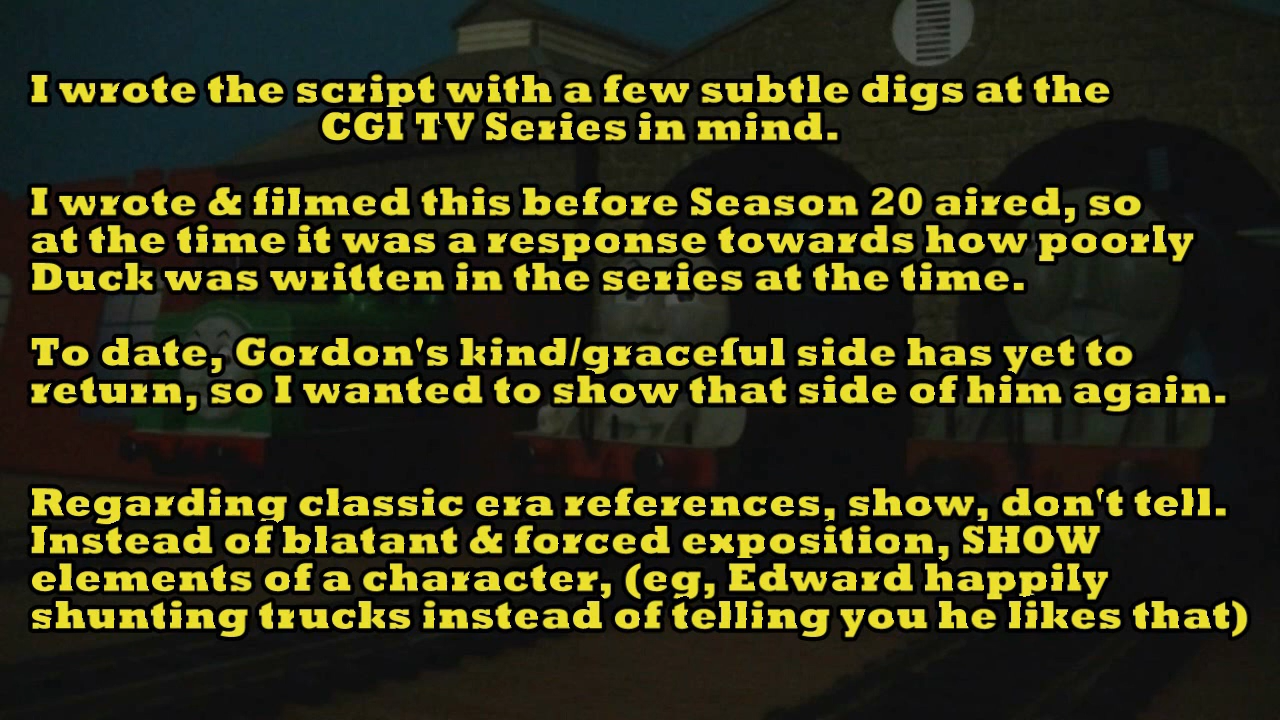 I wrote the script with a few subtle digs at the
CGI TV Series in mind.
I wrote & filmed this before Season 20 aired, so
at the time it was a response towards how poorly
Duck was written in the series at the time.
To date, Gordon's kind/graceful side has yet to
return, so I wanted to show that side of him again.
Regarding classic era references, show, don't tell.
Instead of blatant & forced exposition, SHOW
elements of a character, (eg, Edward happily
shunting trucks instead of telling you he likes that)